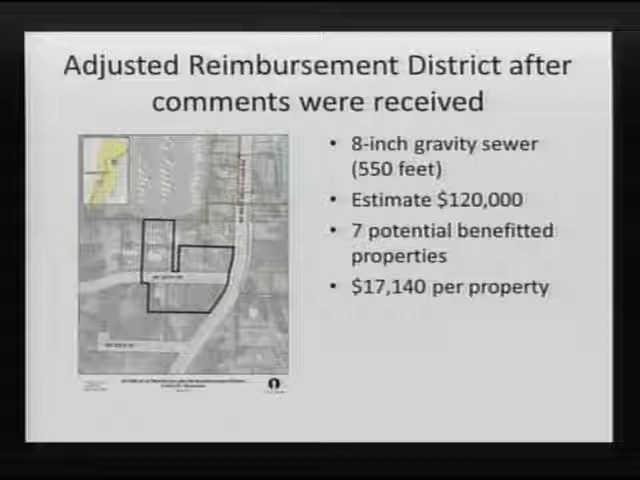 Adjusted Reimbursement District after
comments were received
• 8-inch gravity sewer
(550 feet)
• Estimate $120,000
• 7 potential benefitted
properties
• $17,140 per property